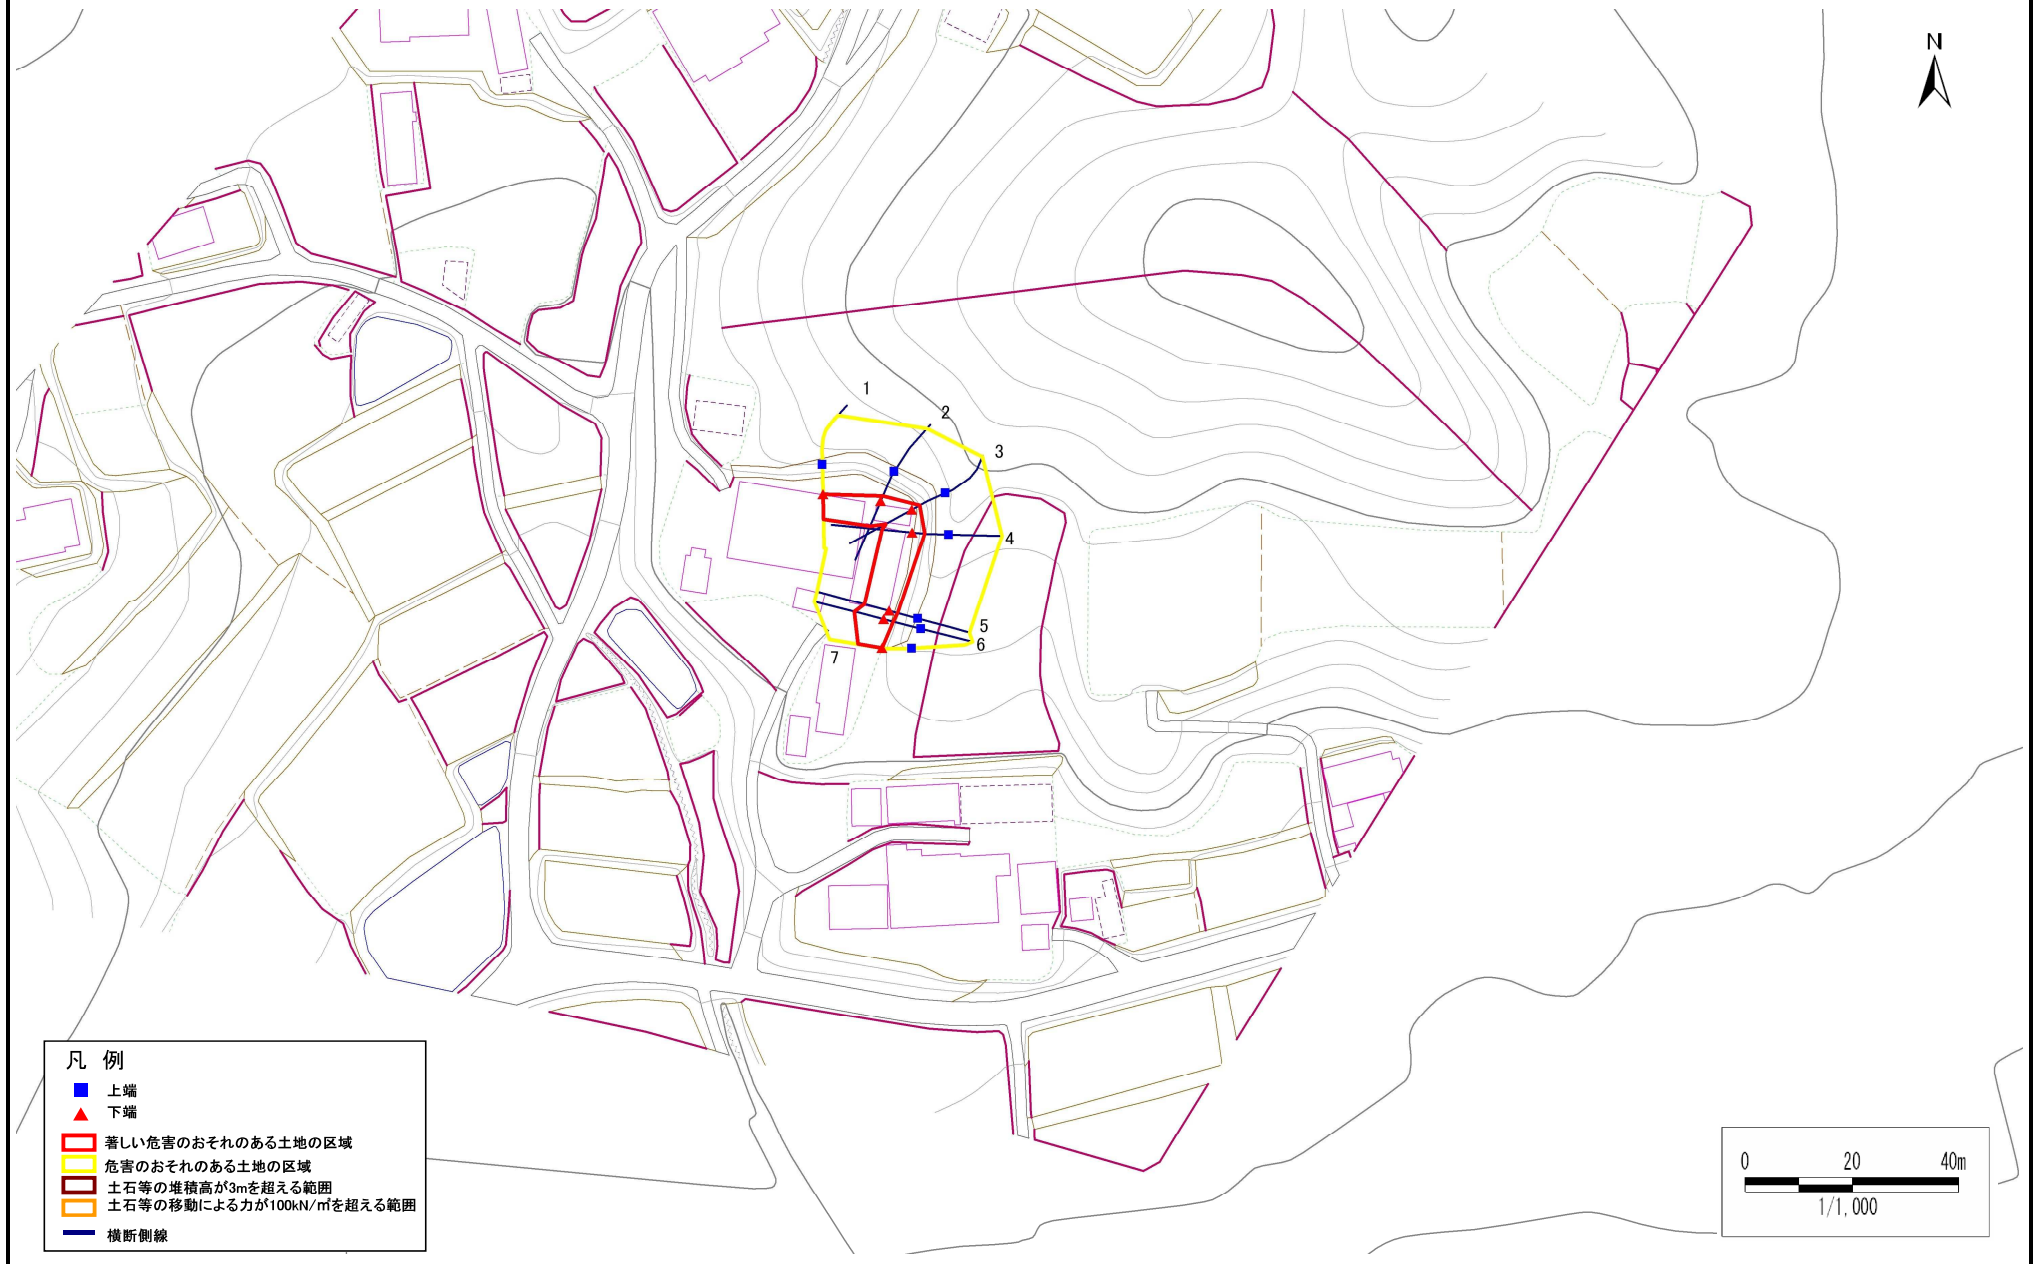 N
1
2
3
4
5
6
7
凡 例
上端
下端
著しい危害のおそれのある土地の区域
危害のおそれのある土地の区域
土石等の堆積高が3mを超える範囲
土石等の移動による力が100kN/㎡を超える範囲
横断側線
0 20 40m
1/1,000